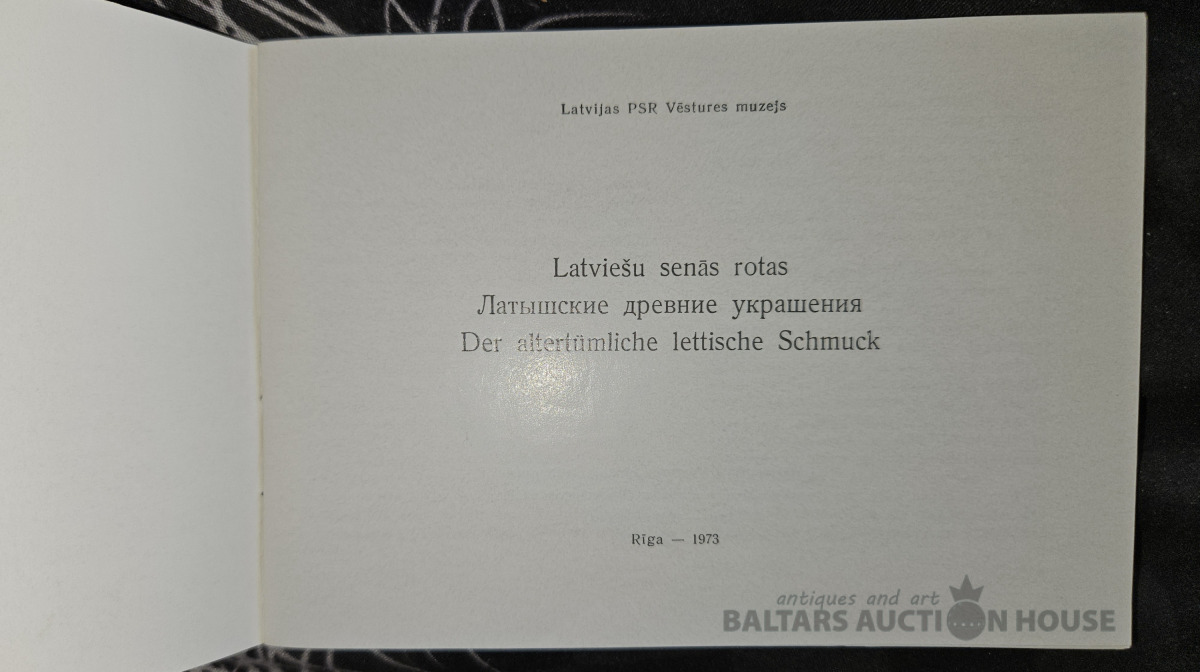 Latvijas PSR Vēstures muzejs
Latviešu senās rotas
Латышские древние украшения
Der altertümliche lettische Schmuck
Rīga — 1973
antiques and art
BALTARS AUCTION HOUSE